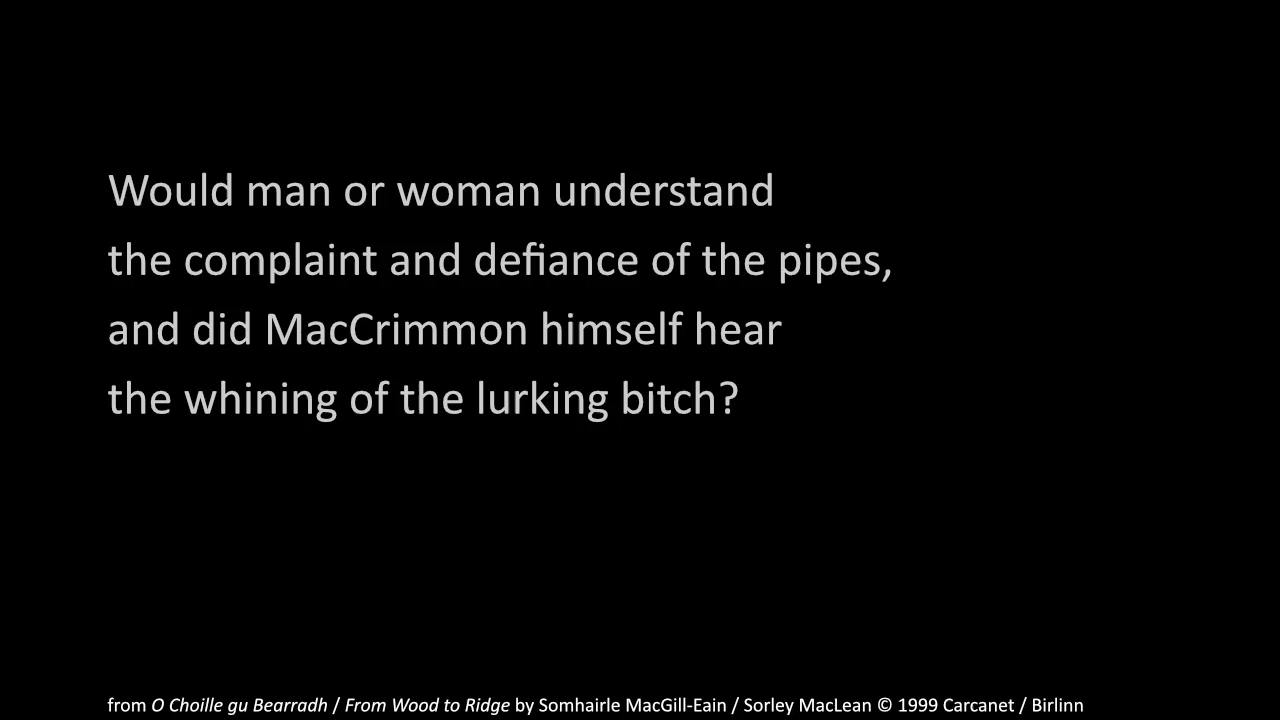 Would man or woman understand
the complaint and defiance of the pipes,
and did MacCrimmon himself hear
the whining of the lurking bitch?
from O Choille gu Bearradh / From Wood to Ridge by Somhairle MacGill-Eain / Sorley MacLean © 1999 Carcanet / Birlinn